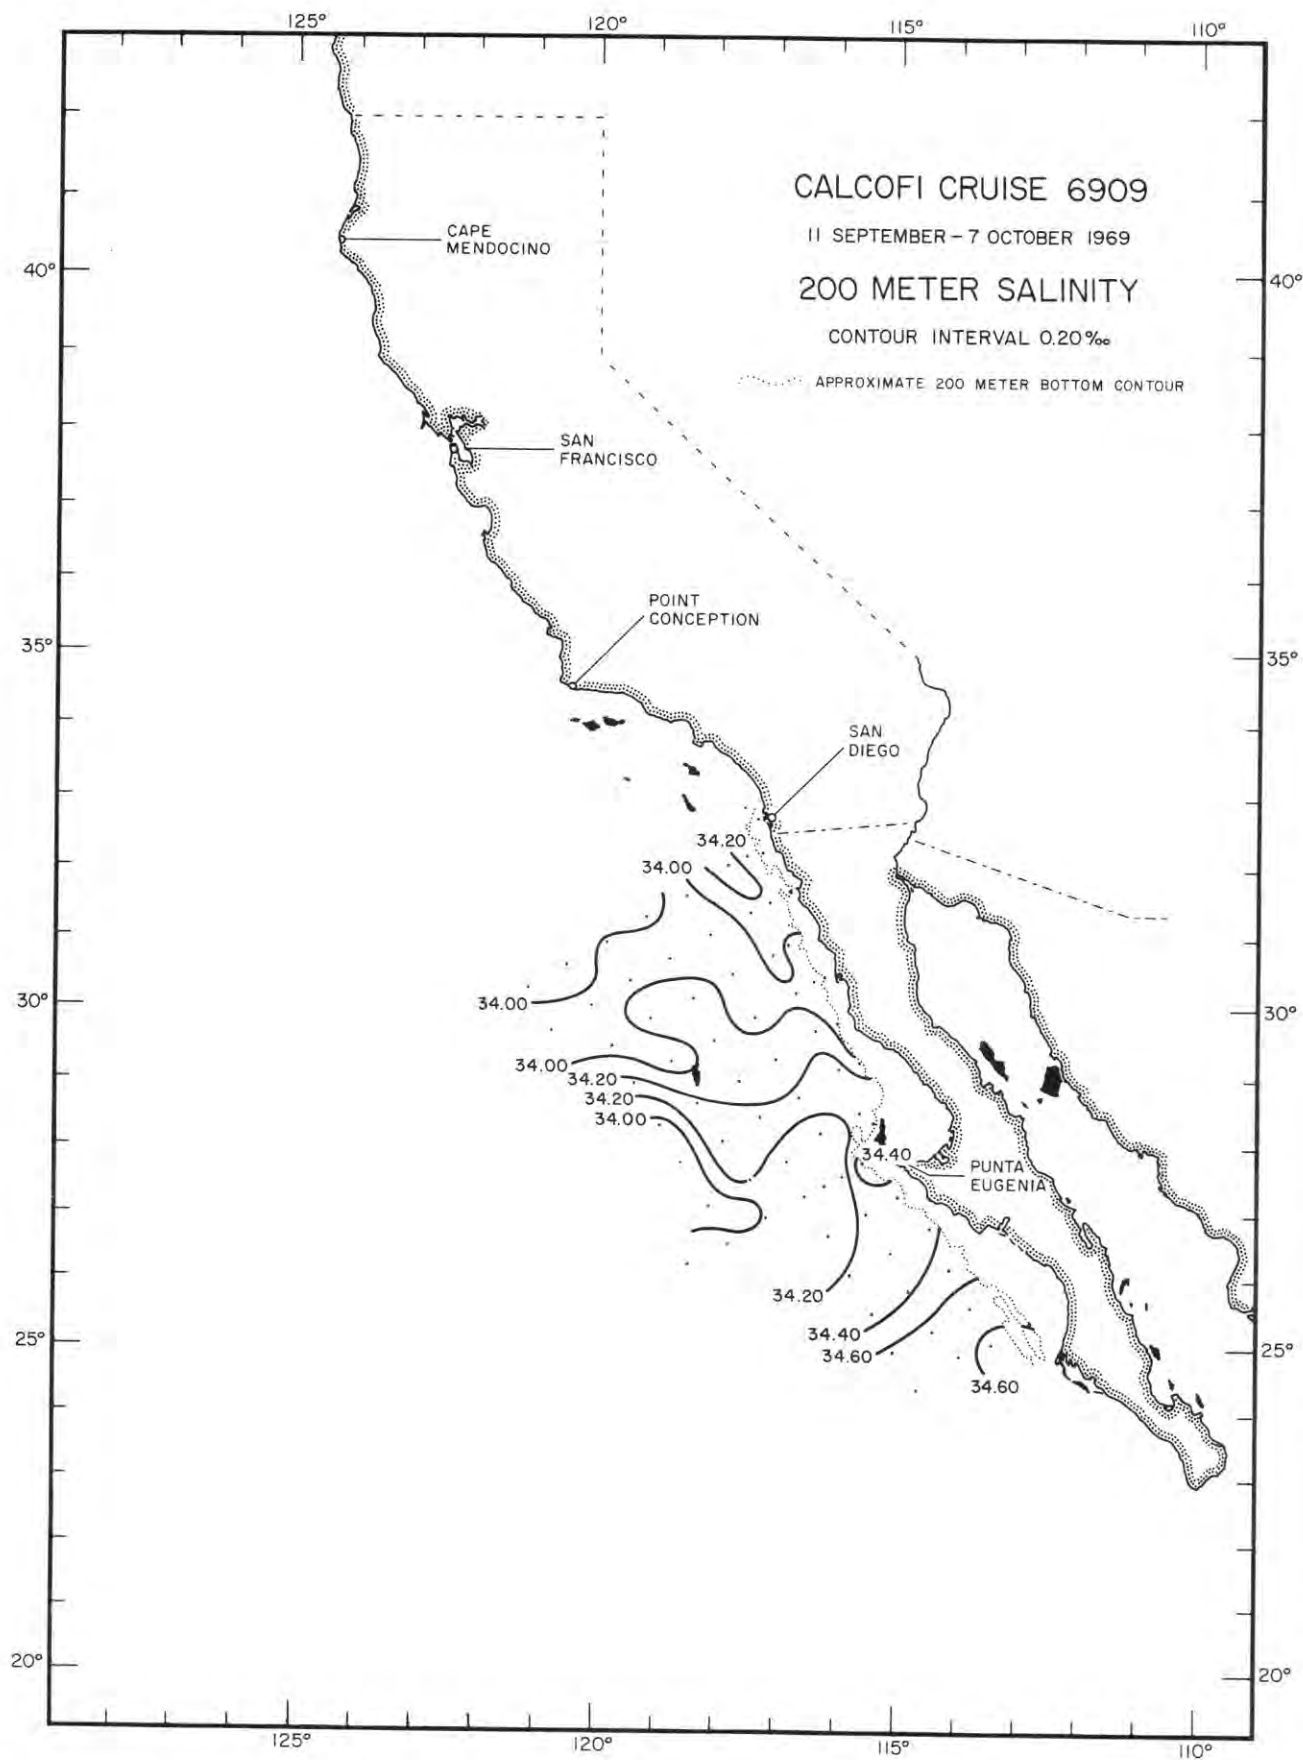 125°
120°
115°
110°
CALCOFI CRUISE 6909
11 SEPTEMBER – 7 OCTOBER 1969
200 METER SALINITY
CONTOUR INTERVAL 0.20‰
APPROXIMATE 200 METER BOTTOM CONTOUR
CAPE
MENDOCINO
40°
40°
SAN
FRANCISCO
POINT
CONCEPTION
35°
35°
SAN
DIEGO
34.20
34.00
30°
34.00
30°
34.00
34.20
34.20
34.00
34.40
PUNTA
EUGENIA
34.20
34.40
34.60
25°
25°
34.60
20°
20°
125°
120°
115°
110°